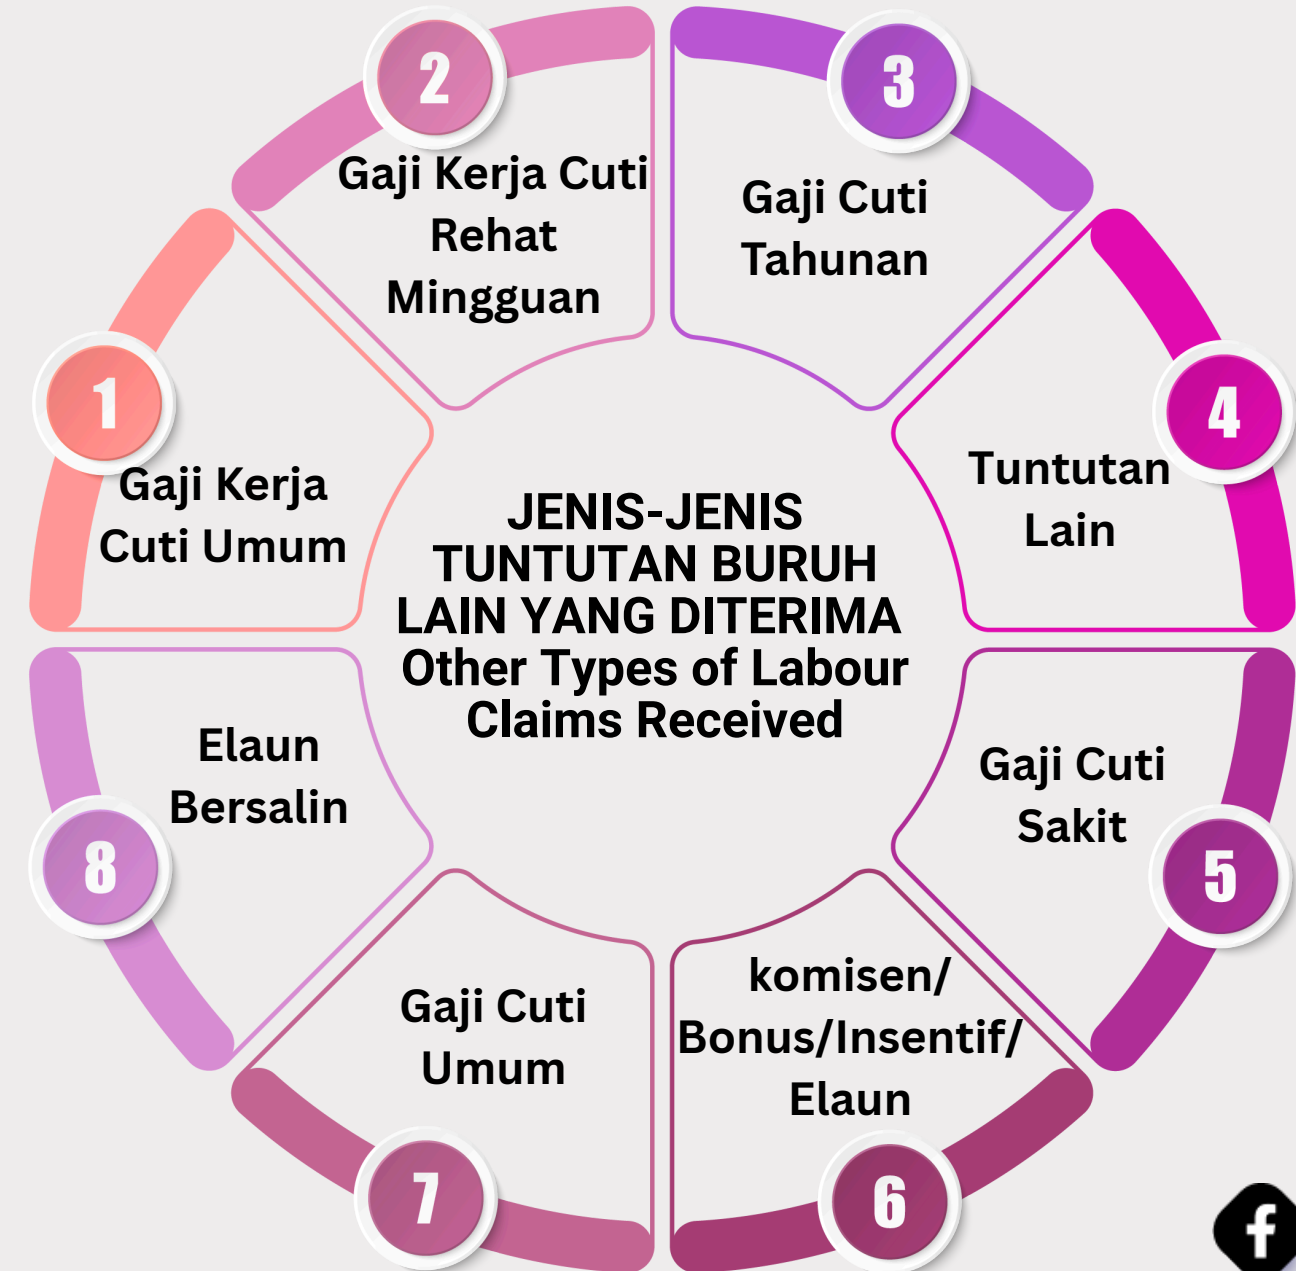 JENIS-JENIS
TUNTUTAN BURUH
LAIN YANG DITERIMA
Other Types of Labour
Claims Received
1
Gaji Kerja
Cuti Umum
2
Gaji Kerja Cuti
Rehat
Mingguan
3
Gaji Cuti
Tahunan
4
Tuntutan
Lain
5
Gaji Cuti
Sakit
6
komisen/
Bonus/Insentif/
Elaun
7
Gaji Cuti
Umum
8
Elaun
Bersalin
f